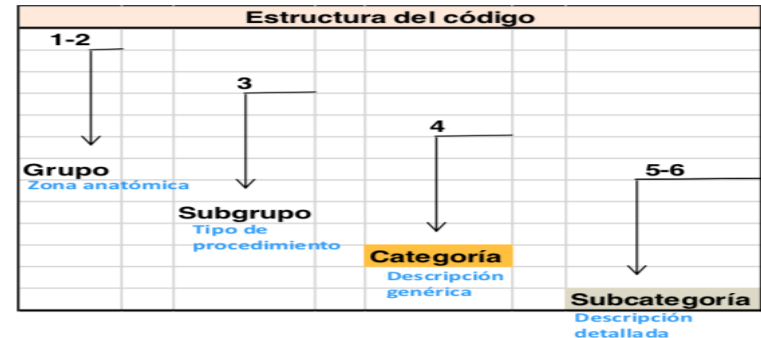 Estructura del código
1-2
3
4
5-6
Grupo
Zona anatómica
Subgrupo
Tipo de
procedimiento
Categoría
Descripción
genérica
Subcategoría
Descripción
detallada